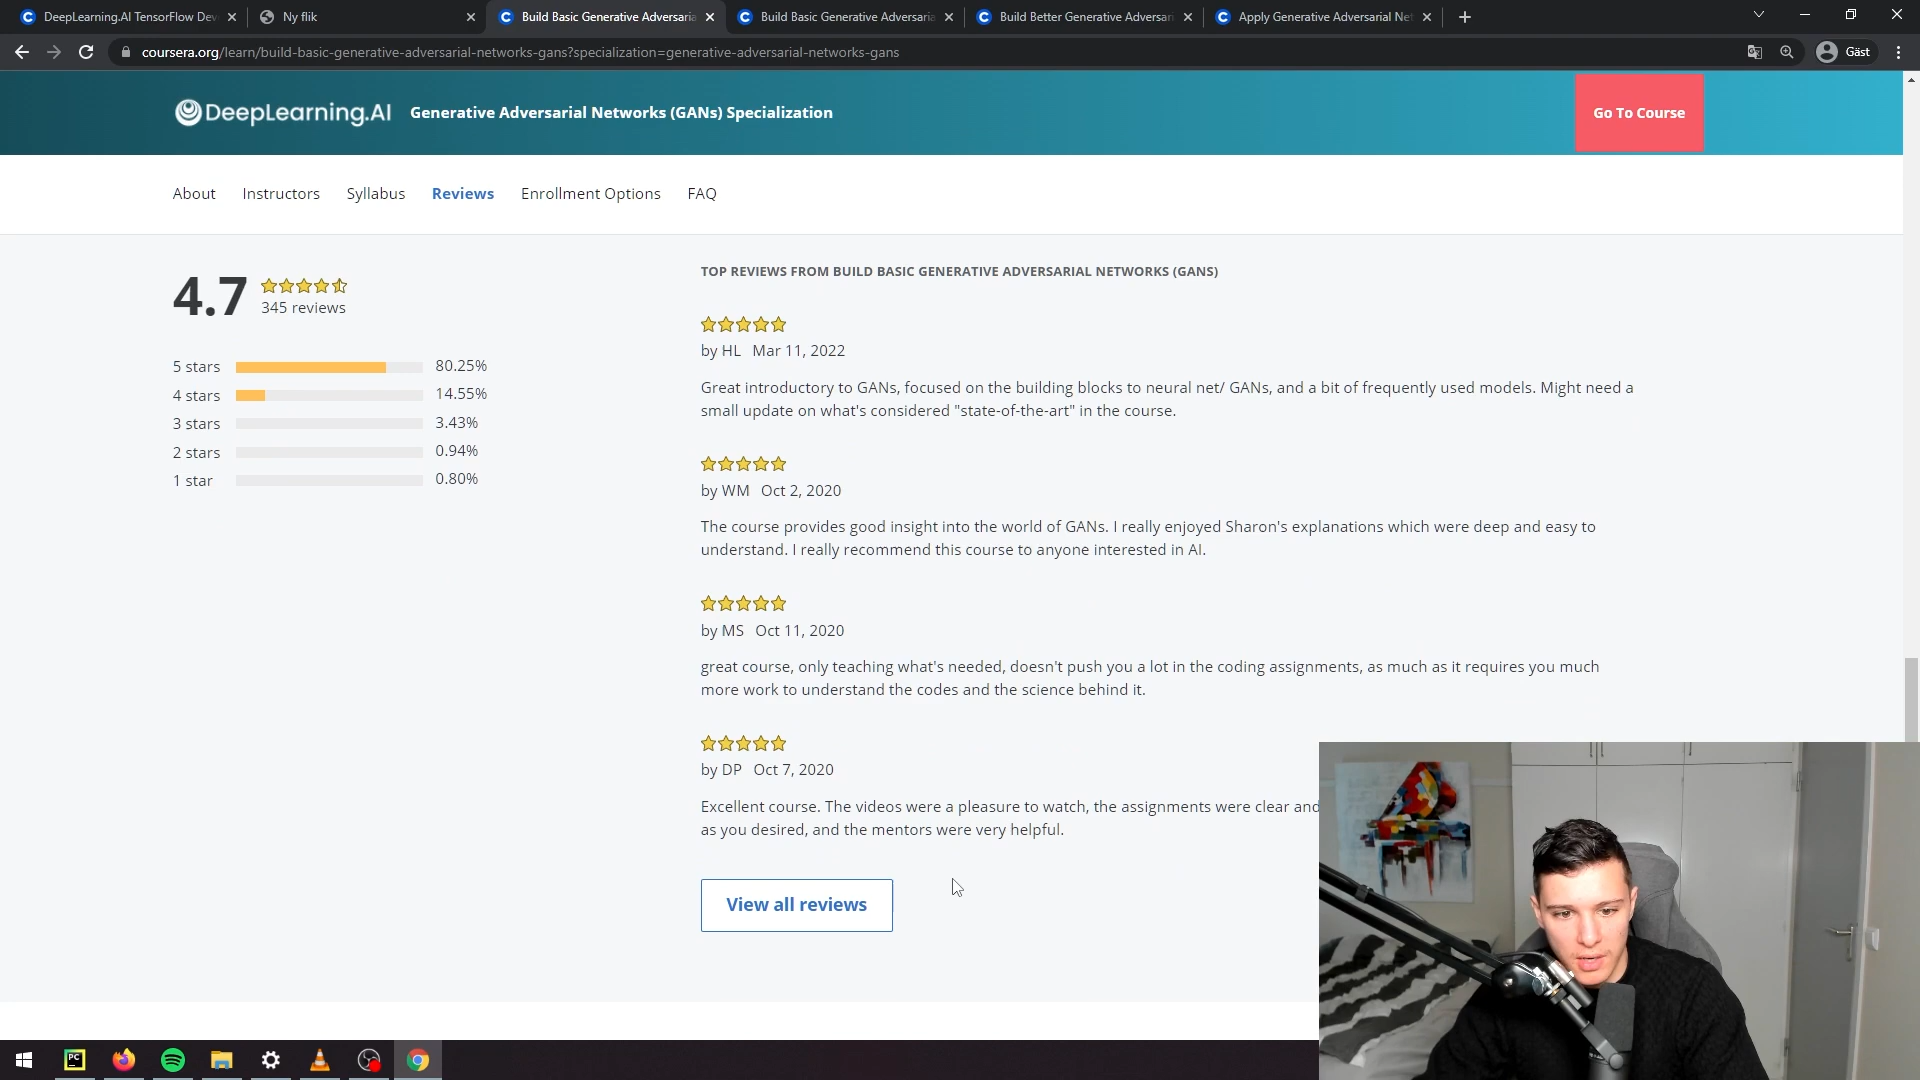 DeepLearning.AI TensorFlow Dev
Ny flik
Build Basic Generative Adversaria
Build Basic Generative Adversaria
Build Better Generative Adversari
Apply Generative Adversarial Net
coursera.org/learn/build-basic-generative-adversarial-networks-gans?specialization=generative-adversarial-networks-gans
Gäst
DeepLearning.AI
Generative Adversarial Networks (GANs) Specialization
Go To Course
About
Instructors
Syllabus
Reviews
Enrollment Options
FAQ
4.7
345 reviews
5 stars 80.25%
4 stars 14.55%
3 stars 3.43%
2 stars 0.94%
1 star 0.80%
TOP REVIEWS FROM BUILD BASIC GENERATIVE ADVERSARIAL NETWORKS (GANS)
by HL Mar 11, 2022
Great introductory to GANs, focused on the building blocks to neural net/ GANs, and a bit of frequently used models. Might need a
small update on what's considered "state-of-the-art" in the course.
by WM Oct 2, 2020
The course provides good insight into the world of GANs. I really enjoyed Sharon's explanations which were deep and easy to
understand. I really recommend this course to anyone interested in AI.
by MS Oct 11, 2020
great course, only teaching what's needed, doesn't push you a lot in the coding assignments, as much as it requires you much
more work to understand the codes and the science behind it.
by DP Oct 7, 2020
Excellent course. The videos were a pleasure to watch, the assignments were clear and
as you desired, and the mentors were very helpful.
View all reviews
PC